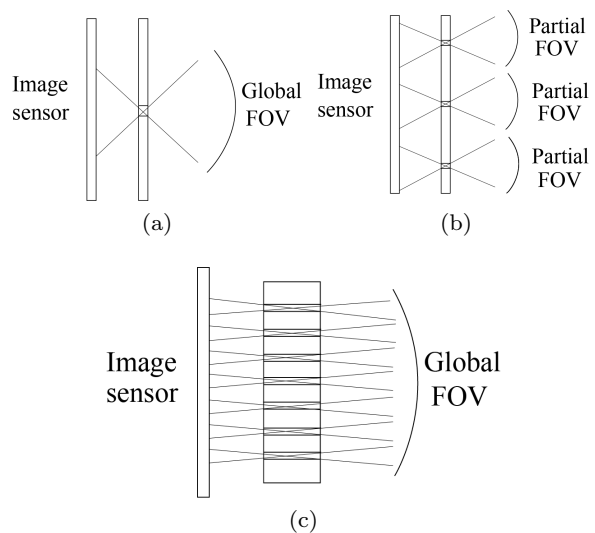 Image
sensor
Global
FOV
(a)
Image
sensor
Partial
FOV
Partial
FOV
Partial
FOV
(b)
Image
sensor
Global
FOV
(c)